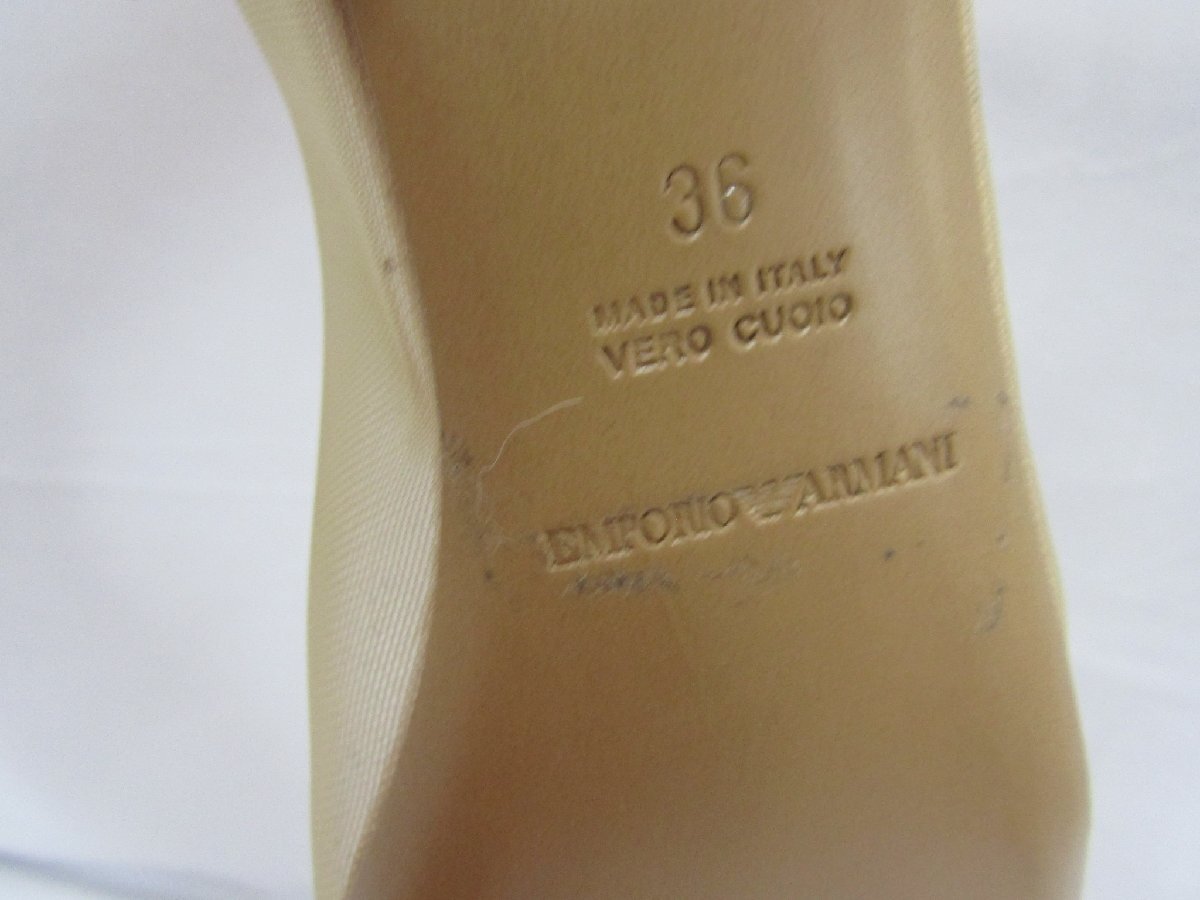 36
MADE IN ITALY
VERO CUOIO
EMPORIO ARMANI